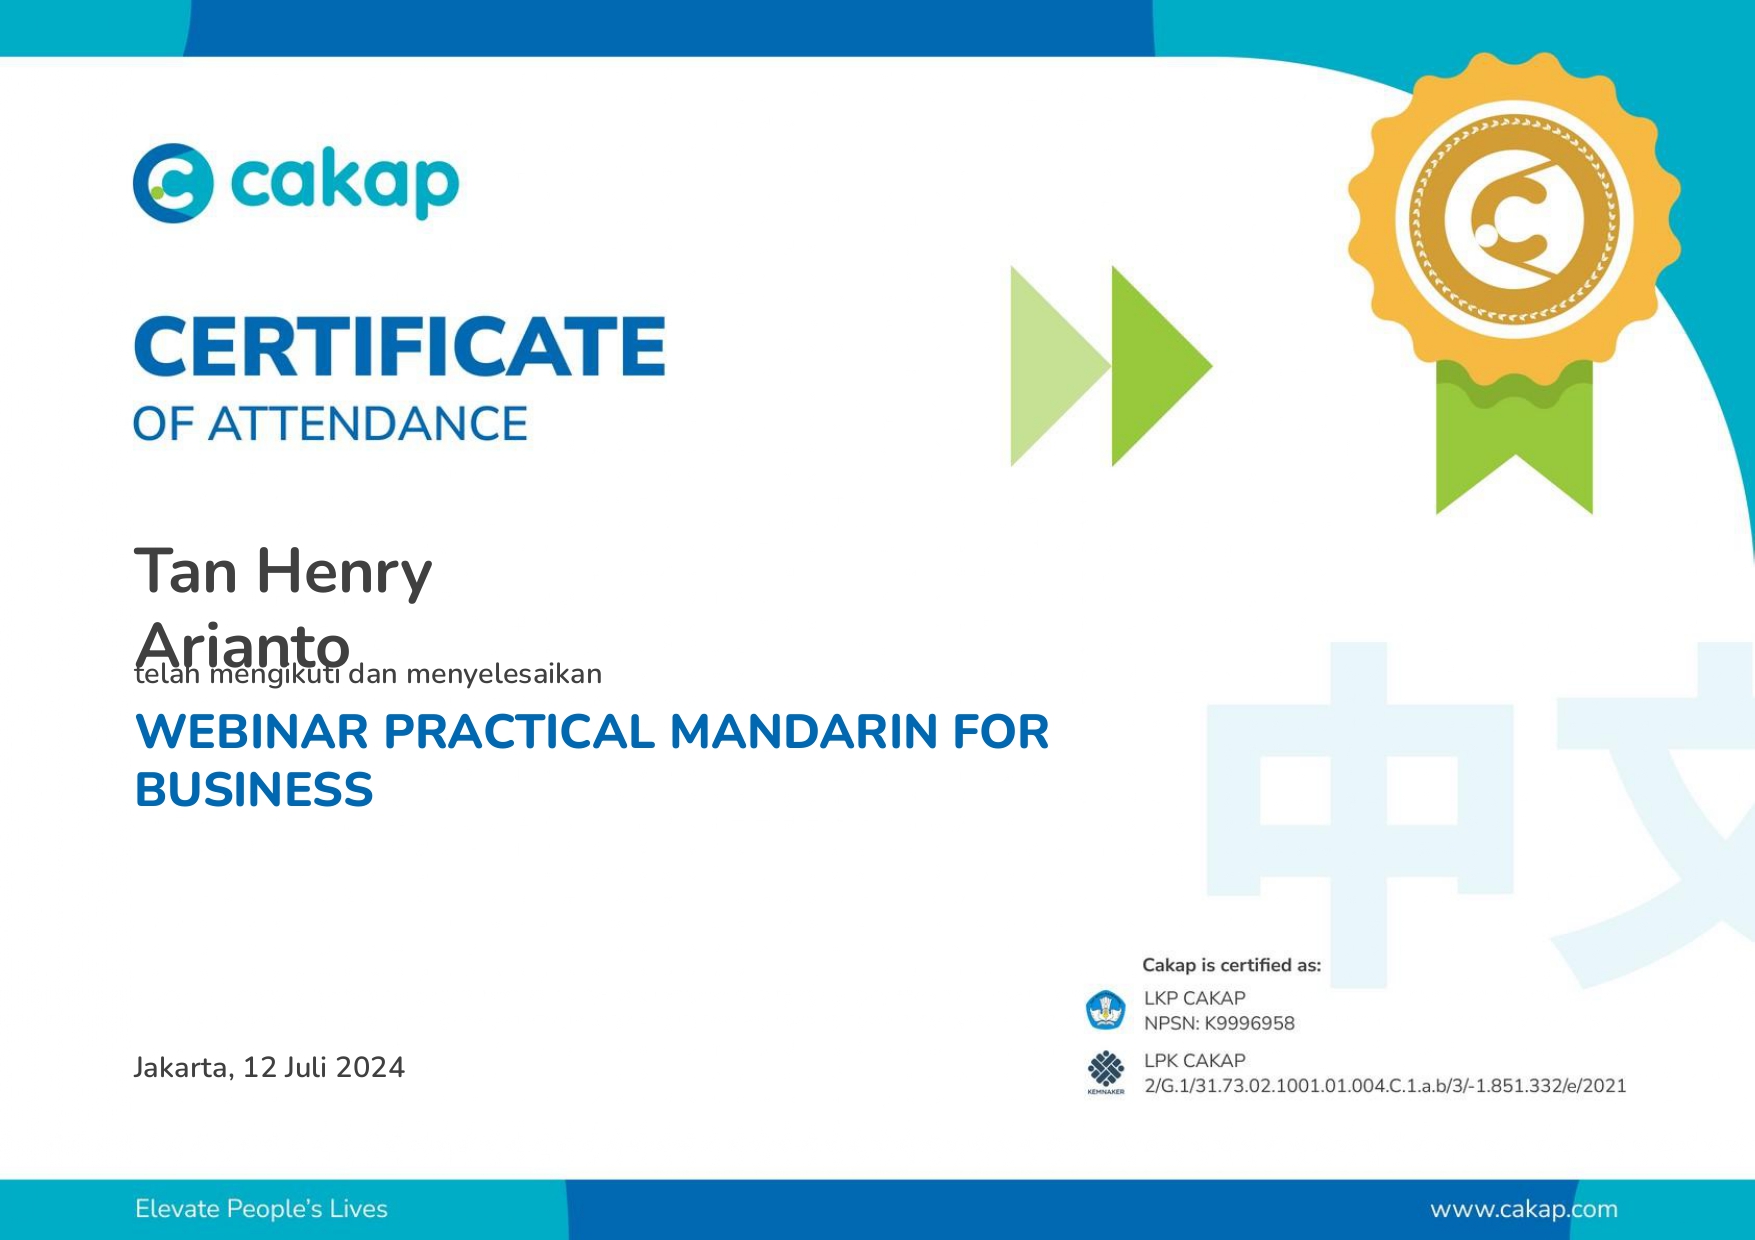 cakap
CERTIFICATE
OF ATTENDANCE
Tan Henry
Arianto
telah mengikuti dan menyelesaikan
WEBINAR PRACTICAL MANDARIN FOR
BUSINESS
中文
Cakap is certified as:
LKP CAKAP
NPSN: K9996958
KEMNAKER
LPK CAKAP
2/G.1/31.73.02.1001.01.004.C.1.a.b/3/-1.851.332/e/2021
Jakarta, 12 Juli 2024
Elevate People's Lives
www.cakap.com